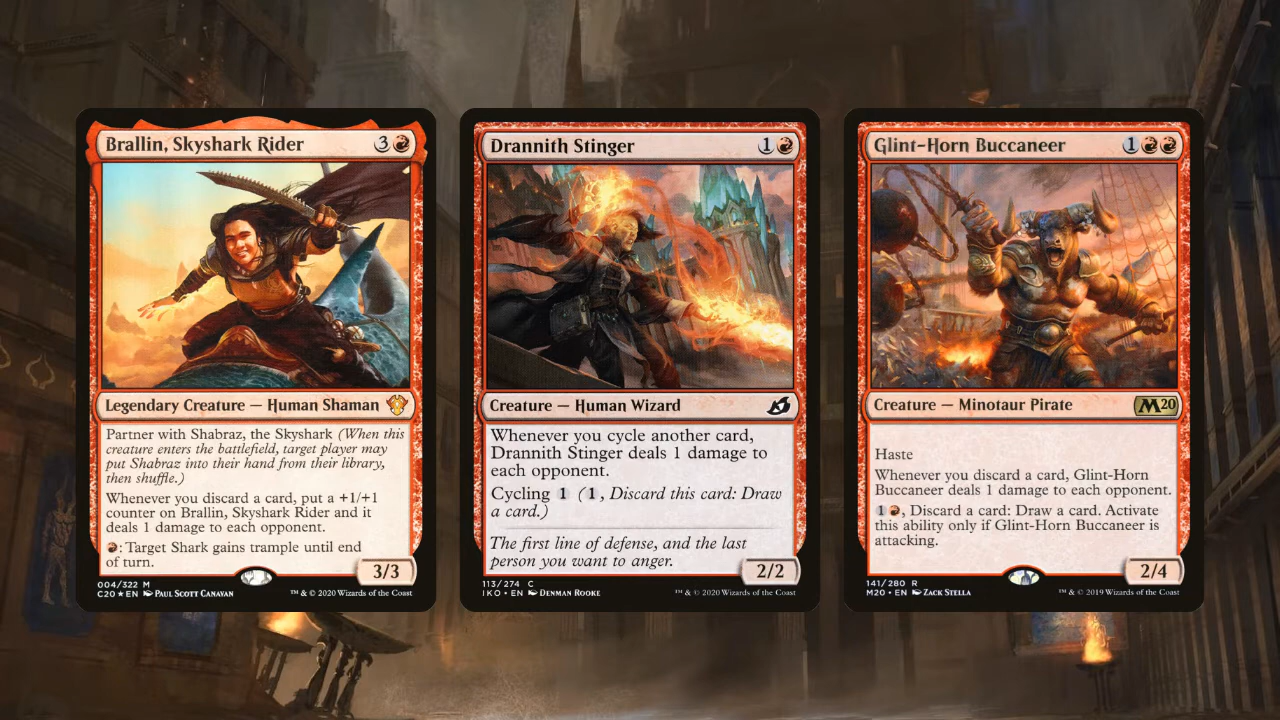 Brallin, Skyshark Rider 3
Legendary Creature — Human Shaman
Partner with Shabraz, the Skyshark (When this
creature enters the battlefield, target player may
put Shabraz into their hand from their library,
then shuffle.)
Whenever you discard a card, put a +1/+1
counter on Brallin, Skyshark Rider and it
deals 1 damage to each opponent.
: Target Shark gains trample until end
of turn.
3/3
004/322 M
C20 ★ EN Paul Scott Canavan
™ & © 2020 Wizards of the Coast
Drannith Stinger 1
Creature — Human Wizard
Whenever you cycle another card,
Drannith Stinger deals 1 damage to
each opponent.
Cycling 1 (1, Discard this card: Draw
a card.)
The first line of defense, and the last
person you want to anger.
2/2
113/274 C
IKO • EN Denman Rooke
™ & © 2020 Wizards of the Coast
Glint-Horn Buccaneer 1
Creature — Minotaur Pirate
M20
Haste
Whenever you discard a card, Glint-Horn
Buccaneer deals 1 damage to each opponent.
1 , Discard a card: Draw a card. Activate
this ability only if Glint-Horn Buccaneer is
attacking.
2/4
141/280 R
M20 • EN Zack Stella
™ & © 2019 Wizards of the Coast